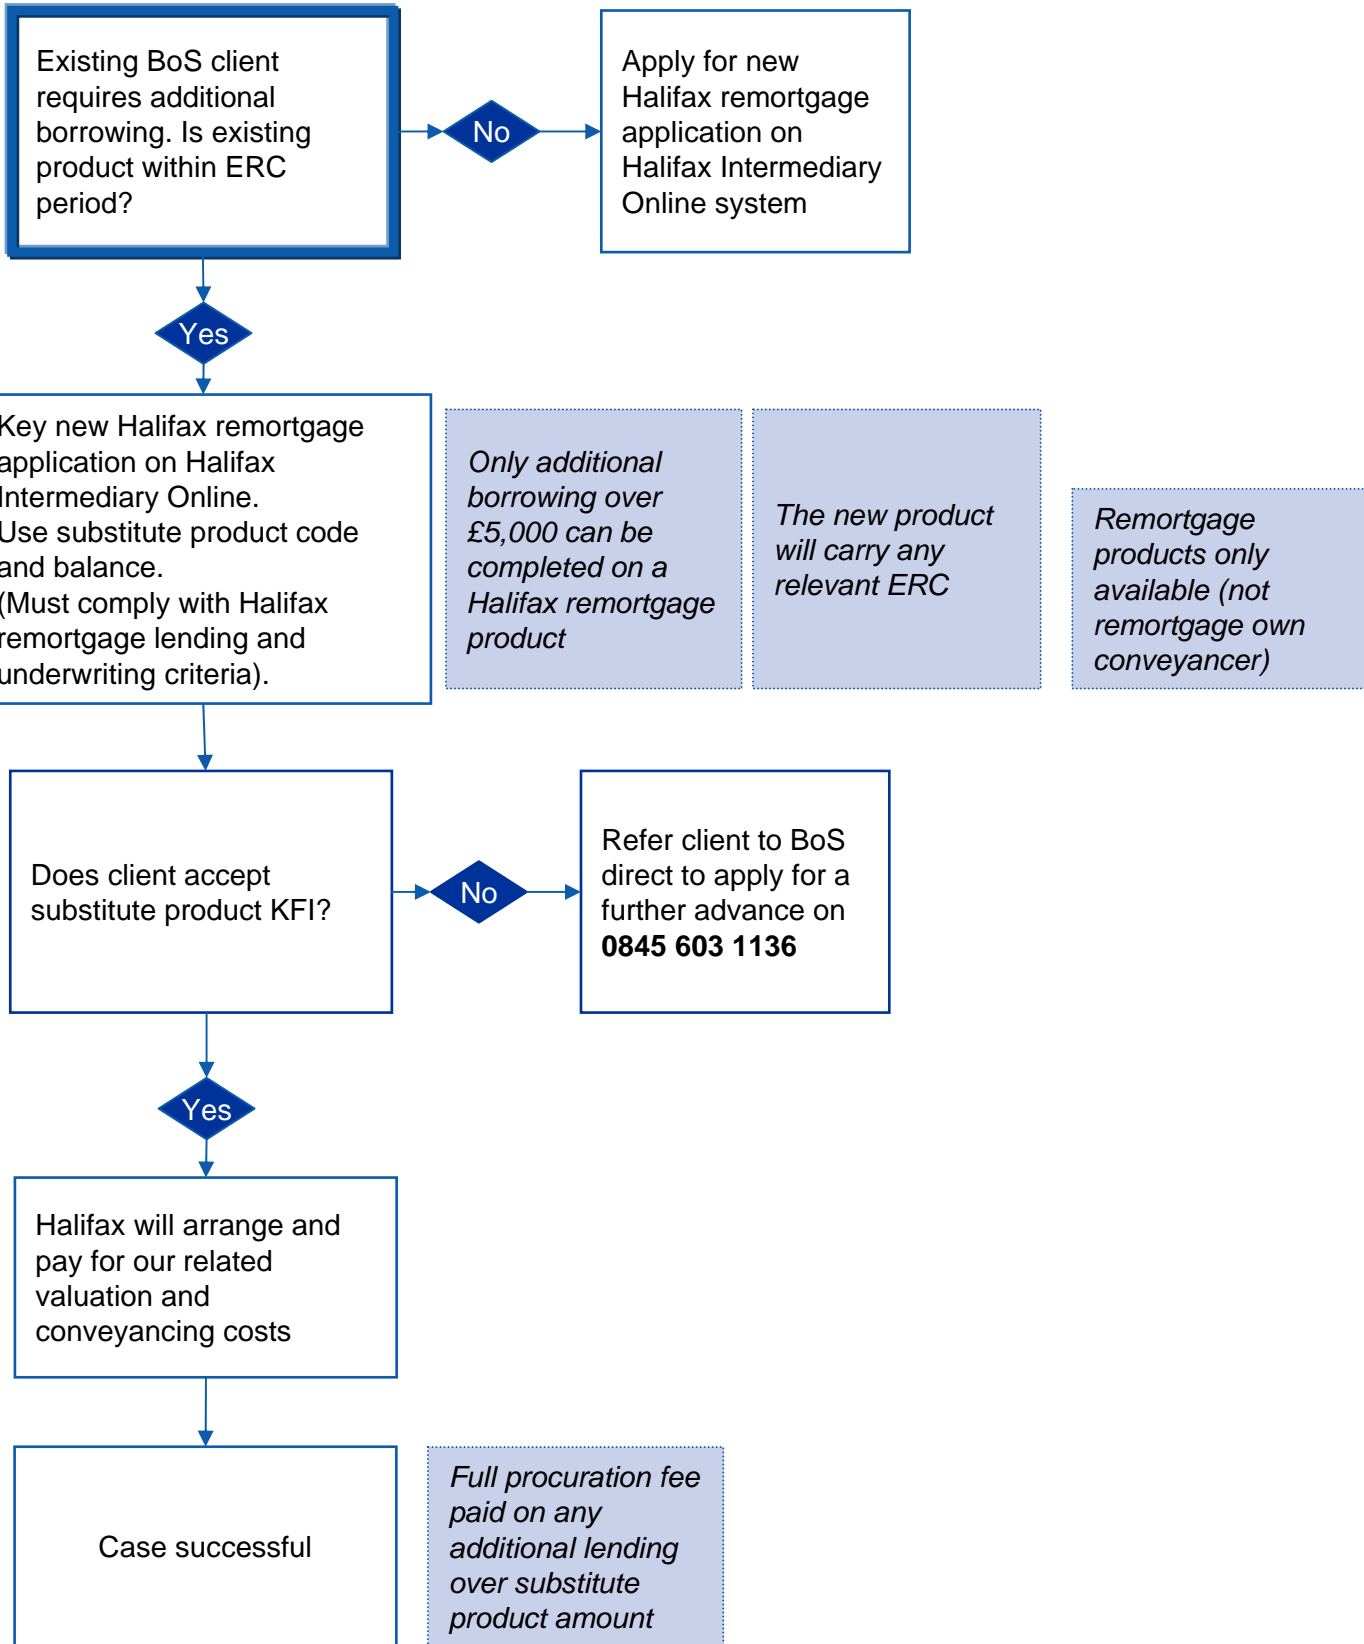 Existing BoS client
requires additional
borrowing. Is existing
product within ERC
period?
No
Apply for new
Halifax remortgage
application on
Halifax Intermediary
Online system
Yes
Key new Halifax remortgage
application on Halifax
Intermediary Online.
Use substitute product code
and balance.
(Must comply with Halifax
remortgage lending and
underwriting criteria).
Only additional
borrowing over
£5,000 can be
completed on a
Halifax remortgage
product
The new product
will carry any
relevant ERC
Remortgage
products only
available (not
remortgage own
conveyancer)
Does client accept
substitute product KFI?
No
Refer client to BoS
direct to apply for a
further advance on
0845 603 1136
Yes
Halifax will arrange and
pay for our related
valuation and
conveyancing costs
Case successful
Full procuration fee
paid on any
additional lending
over substitute
product amount